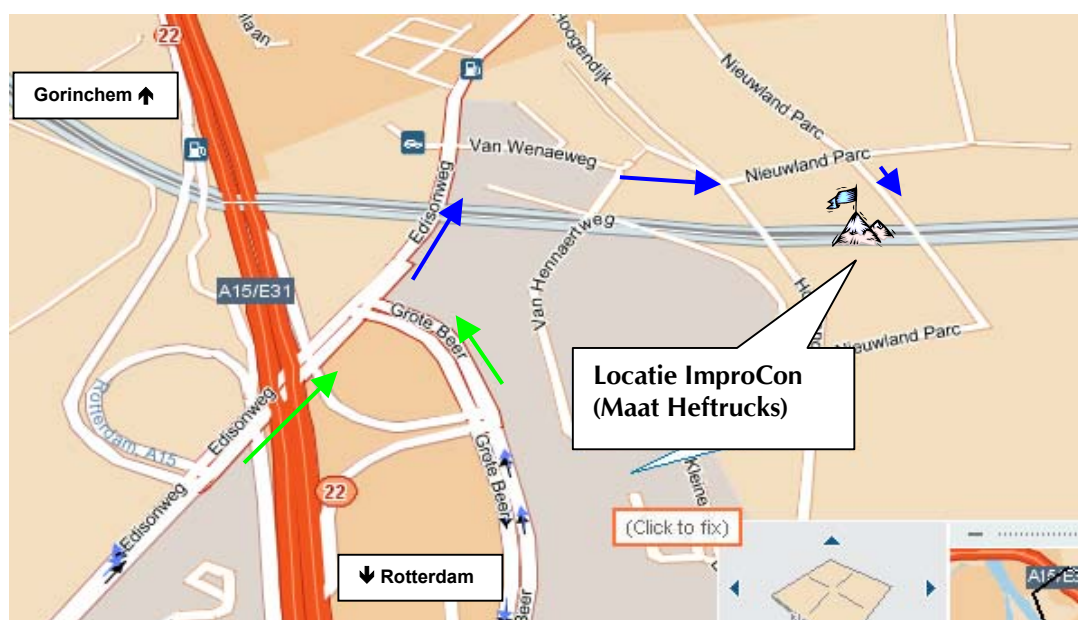 22
laan
Gorinchem ↑
Hoogendijk
Nieuwland Parc
Van Wenaeweg
Nieuwland Parc
Edisonweg
Van Hennaertweg
A15/E31
Grote Beer
Nieuwland Parc
Locatie ImproCon
(Maat Heftrucks)
Rotterdam, A15
Edisonweg
Grote Beer
Kleine
22
Edisonweg
(Click to fix)
↓ Rotterdam
Beer